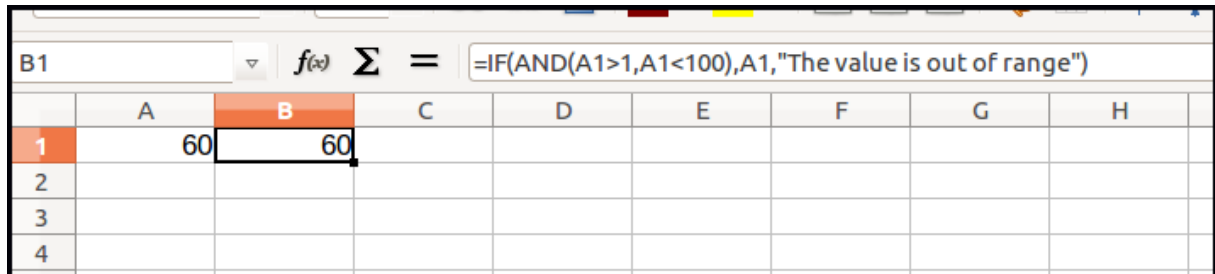 B1 f(x) Σ = =IF(AND(A1>1,A1<100),A1,"The value is out of range")
A B C D E F G H
1 60 60
2
3
4